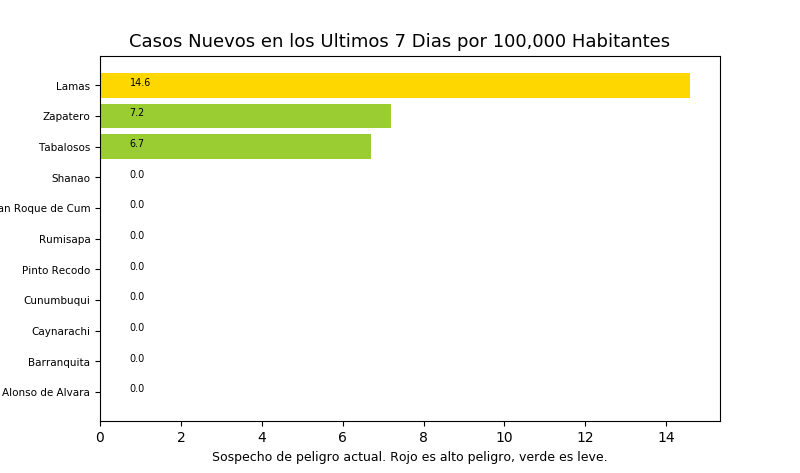 Casos Nuevos en los Ultimos 7 Dias por 100,000 Habitantes
Lamas 14.6
Zapatero 7.2
Tabalosos 6.7
Shanao 0.0
an Roque de Cum 0.0
Rumisapa 0.0
Pinto Recodo 0.0
Cunumbuqui 0.0
Caynarachi 0.0
Barranquita 0.0
Alonso de Alvara 0.0
0 2 4 6 8 10 12 14
Sospecho de peligro actual. Rojo es alto peligro, verde es leve.